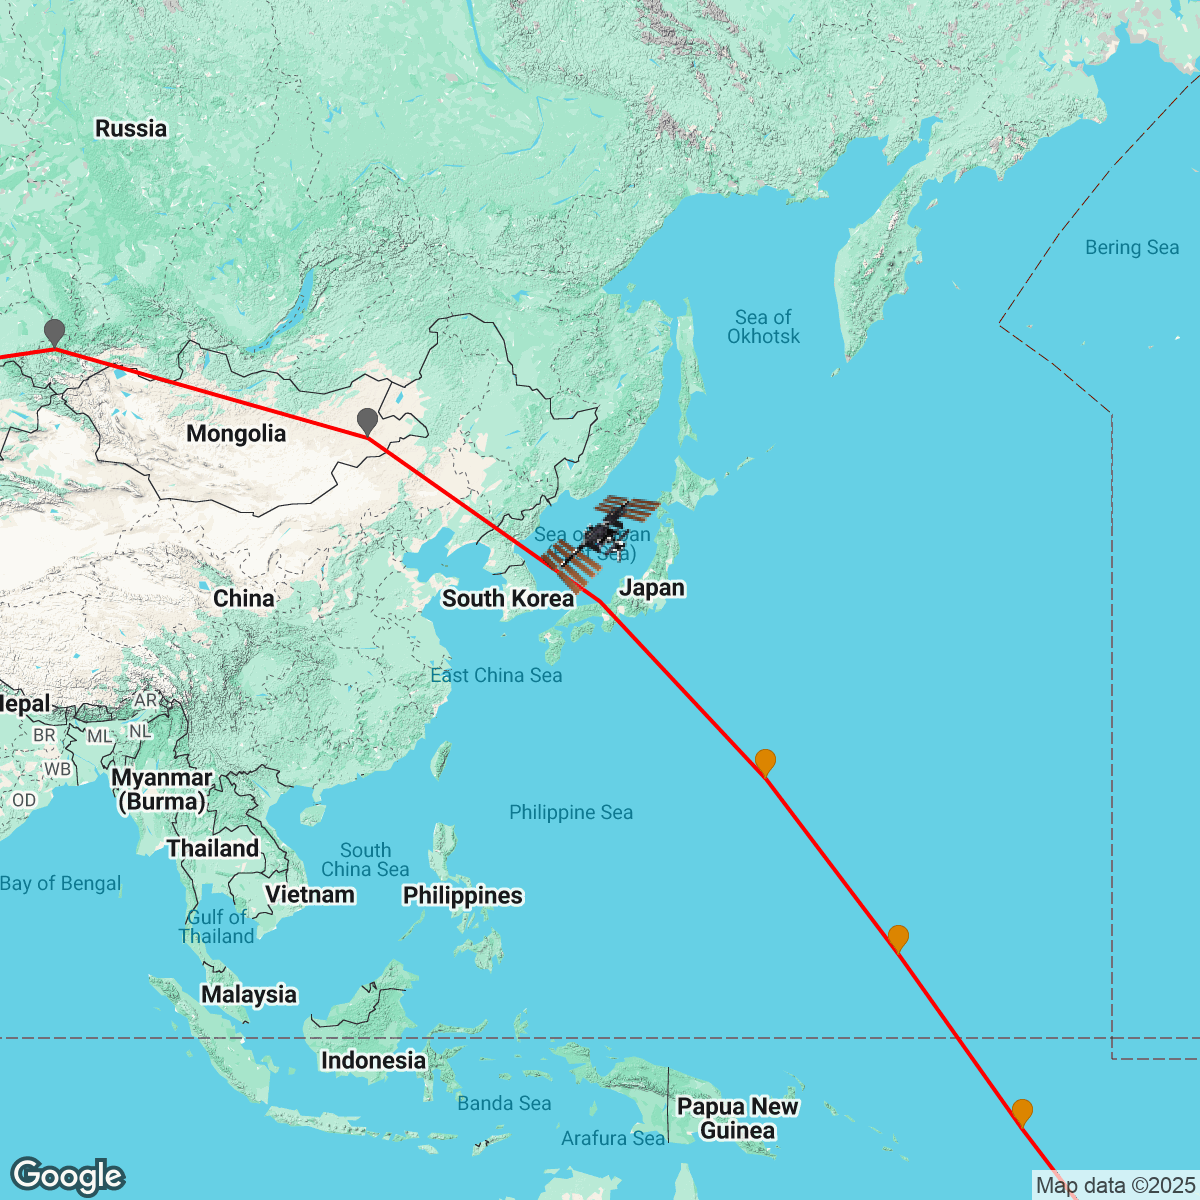 Russia
Bering Sea
Sea of
Okhotsk
Mongolia
Sea of
Sea)
Japan
China
South Korea
East China Sea
Nepal
AR
BR
ML
NL
WB
OD
Myanmar
(Burma)
Philippine Sea
Thailand
South
China Sea
Bay of Bengal
Vietnam
Philippines
Gulf of
Thailand
Malaysia
Indonesia
Banda Sea
Papua New
Guinea
Arafura Sea
Google
Map data ©2025